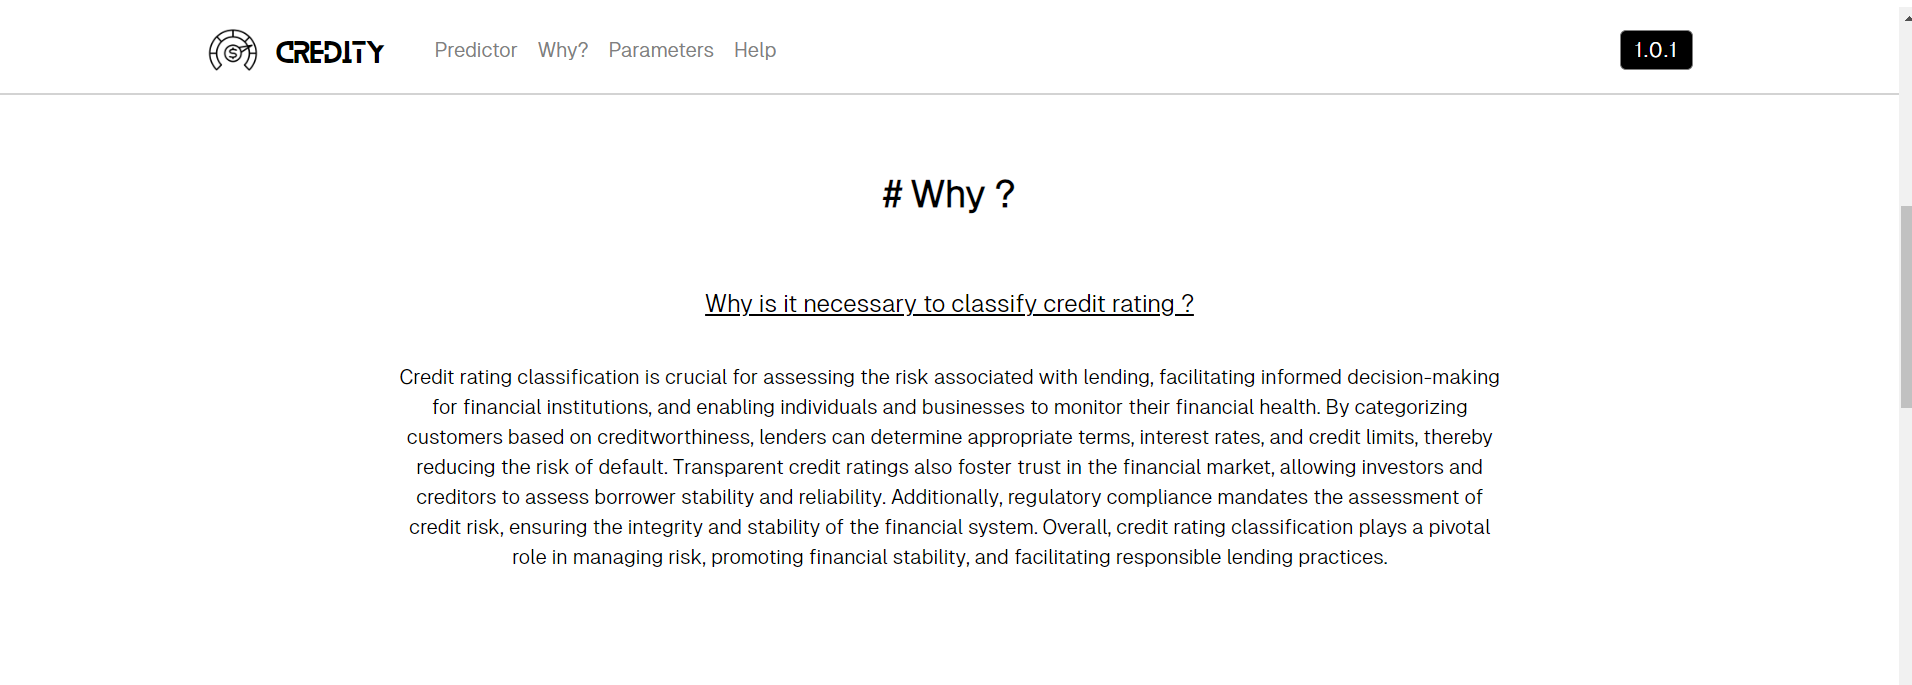 CREDITY Predictor Why? Parameters Help 1.0.1
# Why ?
Why is it necessary to classify credit rating ?
Credit rating classification is crucial for assessing the risk associated with lending, facilitating informed decision-making
for financial institutions, and enabling individuals and businesses to monitor their financial health. By categorizing
customers based on creditworthiness, lenders can determine appropriate terms, interest rates, and credit limits, thereby
reducing the risk of default. Transparent credit ratings also foster trust in the financial market, allowing investors and
creditors to assess borrower stability and reliability. Additionally, regulatory compliance mandates the assessment of
credit risk, ensuring the integrity and stability of the financial system. Overall, credit rating classification plays a pivotal
role in managing risk, promoting financial stability, and facilitating responsible lending practices.